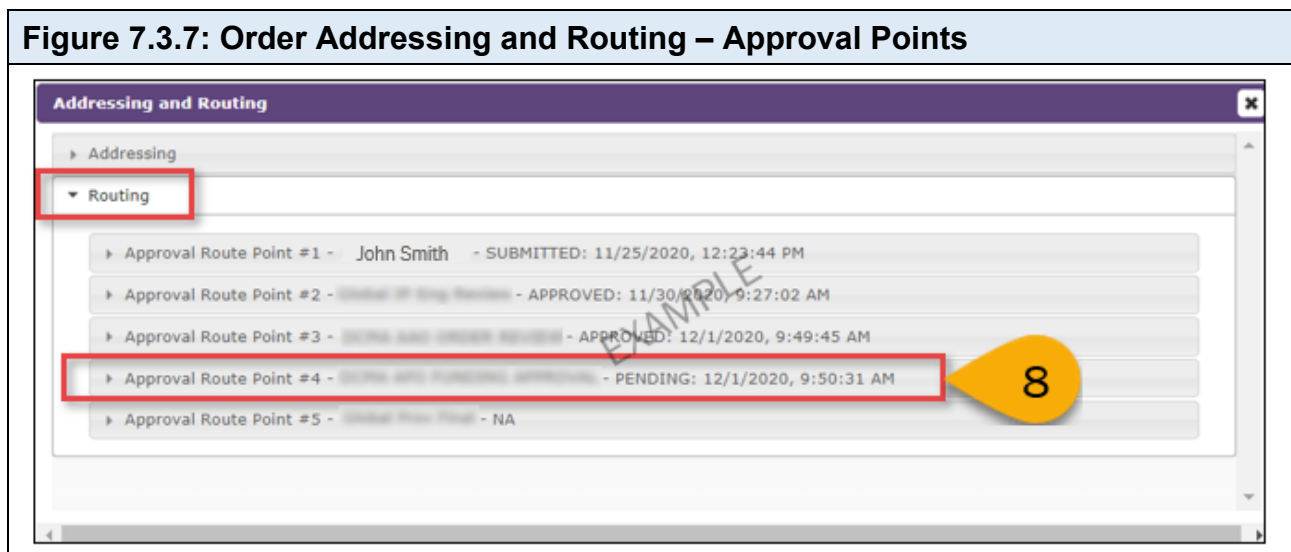 Figure 7.3.7: Order Addressing and Routing – Approval Points
Addressing and Routing
Addressing
Routing
Approval Route Point #1 - John Smith - SUBMITTED: 11/25/2020, 12:23:44 PM
Approval Route Point #2 - - APPROVED: 11/30/2020, 9:27:02 AM
Approval Route Point #3 - - APPROVED: 12/1/2020, 9:49:45 AM
Approval Route Point #4 - - PENDING: 12/1/2020, 9:50:31 AM
8
Approval Route Point #5 - - NA
EXAMPLE